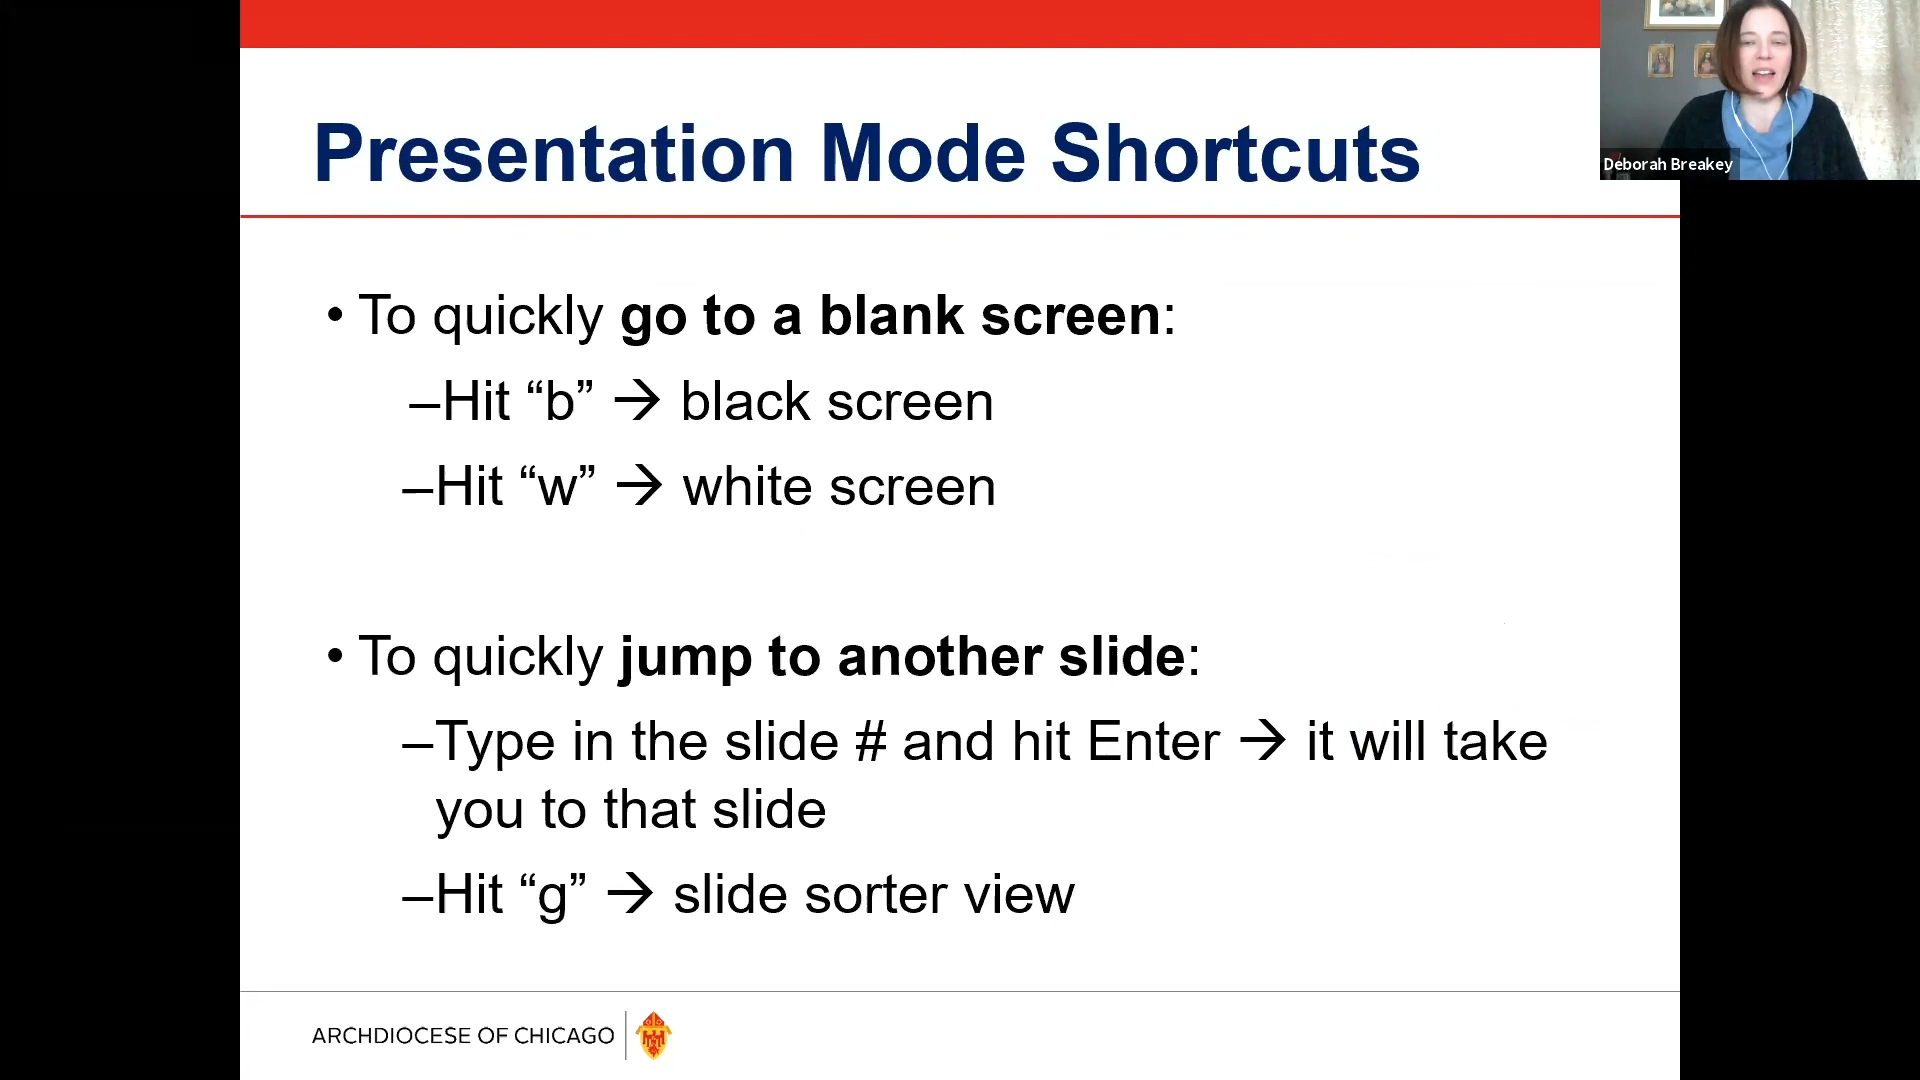 Presentation Mode Shortcuts
Deborah Breakey
• To quickly go to a blank screen:
–Hit “b” → black screen
–Hit “w” → white screen
• To quickly jump to another slide:
–Type in the slide # and hit Enter → it will take
you to that slide
–Hit “g” → slide sorter view
ARCHDIOCESE OF CHICAGO